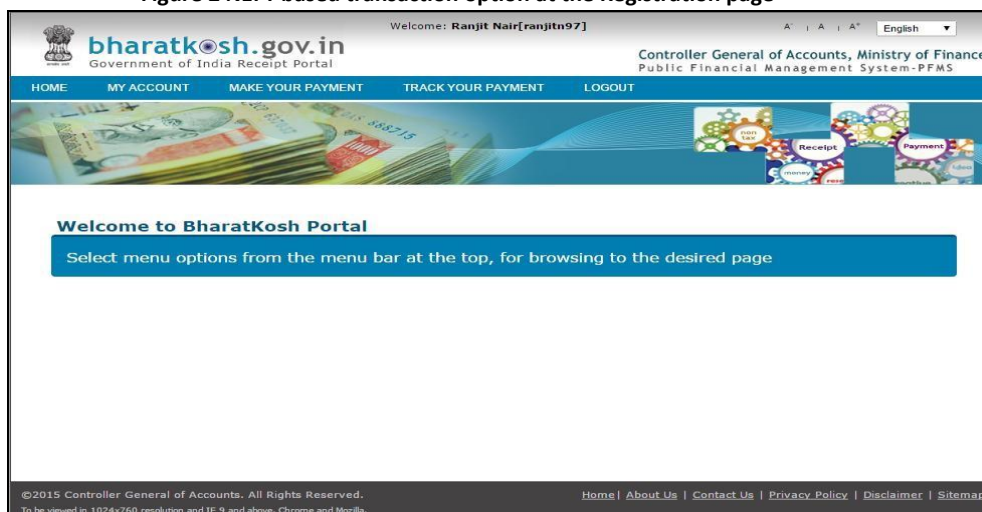 Figure 2 NEFT based transaction option at the Registration page
Welcome: Ranjit Nair[ranjitn97]
A- | A | A+ English
bharatkosh.gov.in
Government of India Receipt Portal
Controller General of Accounts, Ministry of Finance
Public Financial Management System-PFMS
HOME MY ACCOUNT MAKE YOUR PAYMENT TRACK YOUR PAYMENT LOGOUT
1000
non tax
Receipt
Payment
money
idea
Welcome to BharatKosh Portal
Select menu options from the menu bar at the top, for browsing to the desired page
©2015 Controller General of Accounts. All Rights Reserved.
Home | About Us | Contact Us | Privacy Policy | Disclaimer | Sitemap
To be viewed in 1024x760 resolution and IE 9 and above, Chrome and Mozilla.